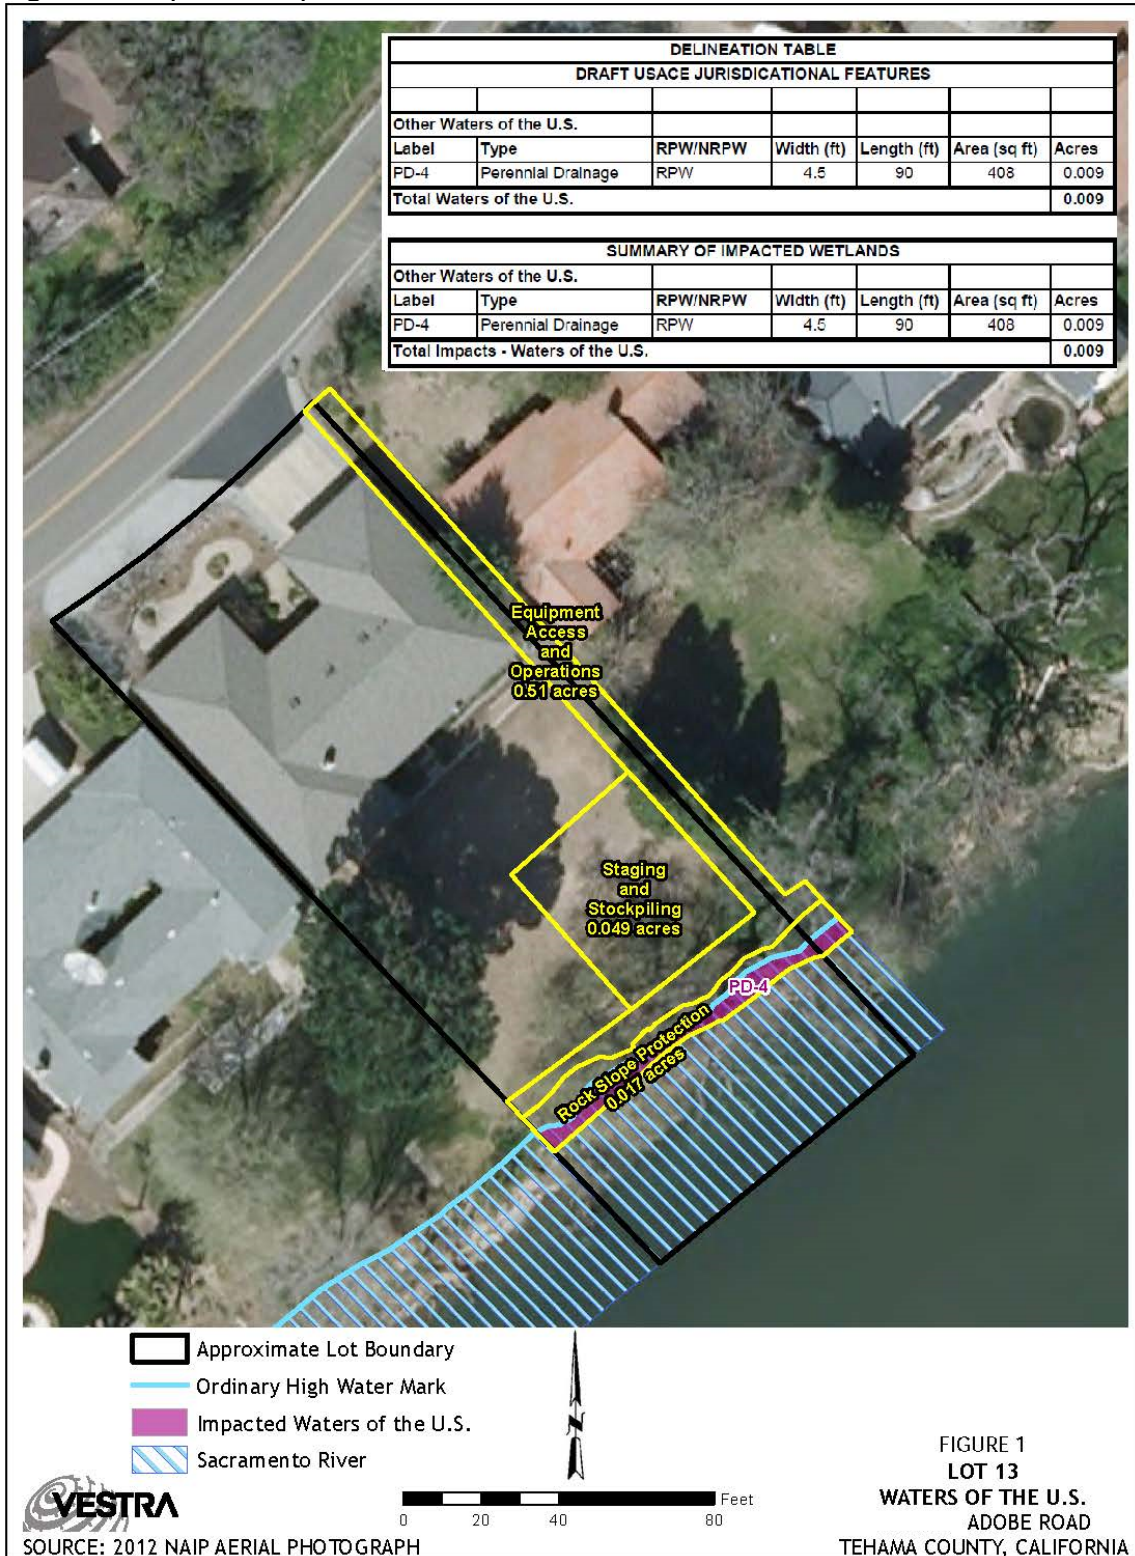 DELINEATION TABLE
DRAFT USACE JURISDICATIONAL FEATURES
Other Waters of the U.S.
Label Type RPW/NRPW Width (ft) Length (ft) Area (sq ft) Acres
PD-4 Perennial Drainage RPW 4.5 90 408 0.009
Total Waters of the U.S. 0.009
SUMMARY OF IMPACTED WETLANDS
Other Waters of the U.S.
Label Type RPW/NRPW Width (ft) Length (ft) Area (sq ft) Acres
PD-4 Perennial Drainage RPW 4.5 90 408 0.009
Total Impacts - Waters of the U.S. 0.009
Equipment
Access
and
Operations
0.51 acres
Staging
and
Stockpiling
0.049 acres
PD-4
Rock Slope Protection
0.017 acres
Approximate Lot Boundary
Ordinary High Water Mark
Impacted Waters of the U.S.
Sacramento River
N
VESTRA
0 20 40 80 Feet
SOURCE: 2012 NAIP AERIAL PHOTOGRAPH
FIGURE 1
LOT 13
WATERS OF THE U.S.
ADOBE ROAD
TEHAMA COUNTY, CALIFORNIA